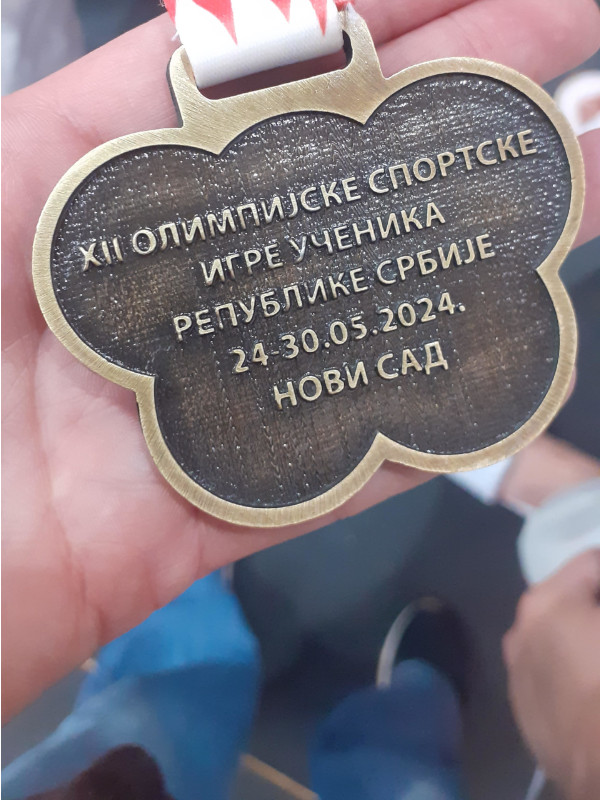 XII ОЛИМПИЈСКЕ СПОРТСКЕ
ИГРЕ УЧЕНИКА
РЕПУБЛИКЕ СРБИЈЕ
24-30.05.2024.
НОВИ САД